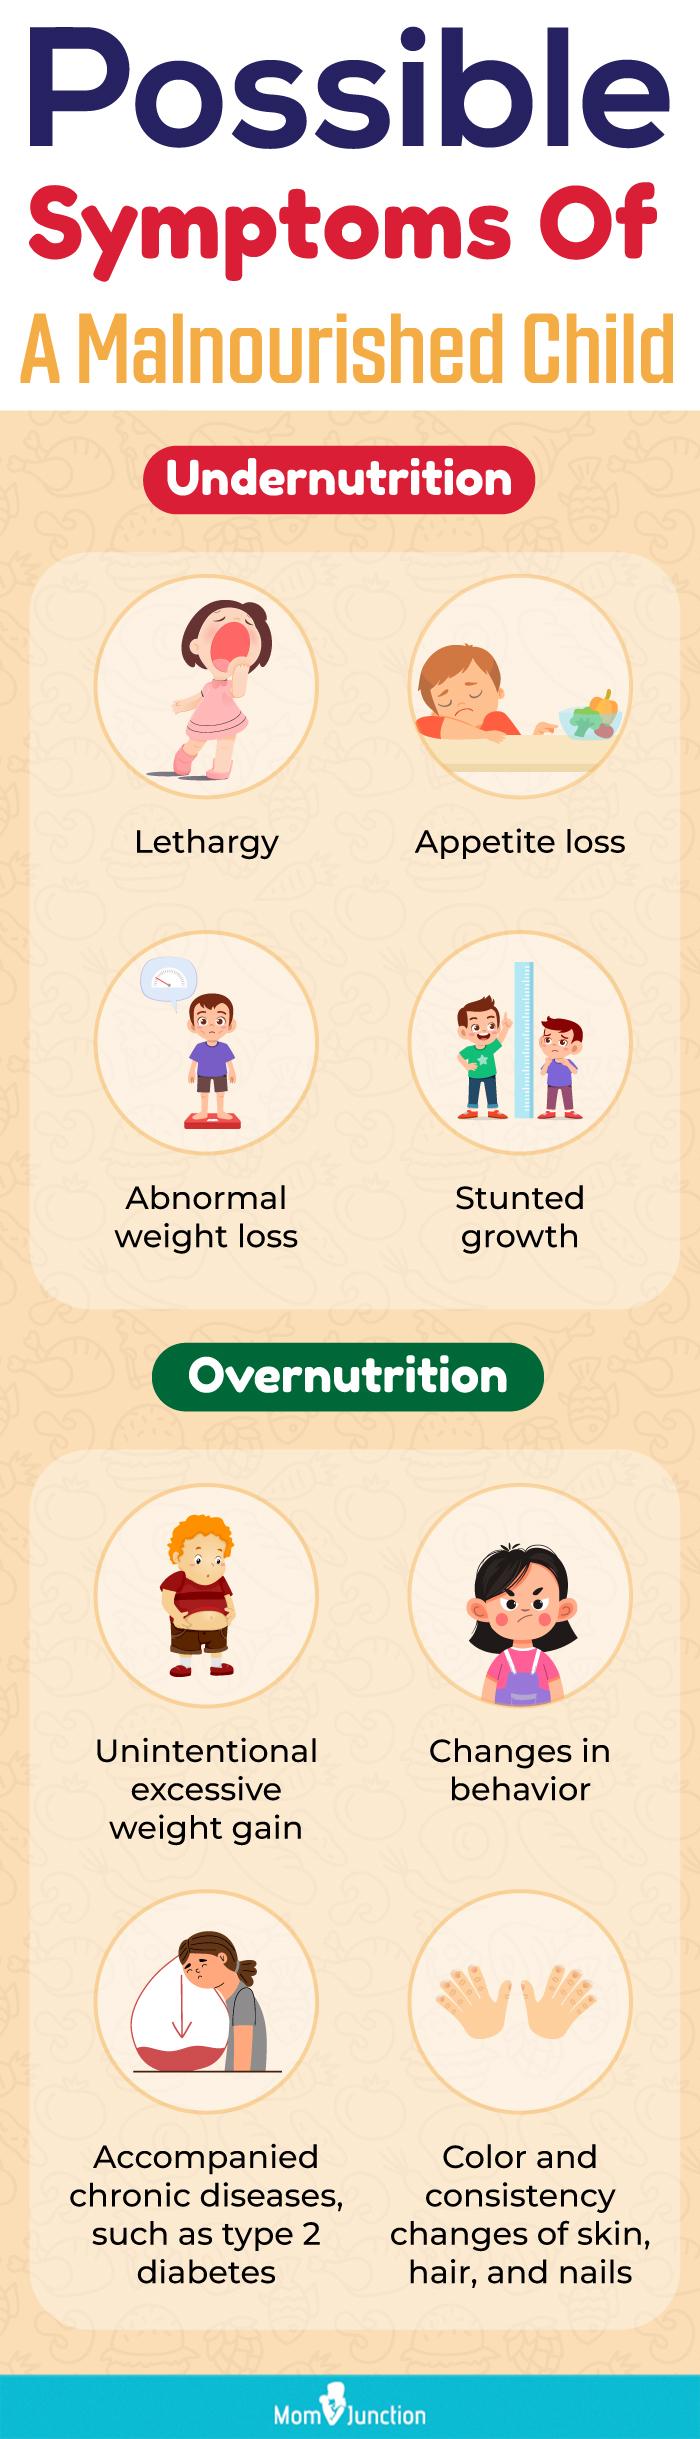 Possible
Symptoms Of
A Malnourished Child
Undernutrition
Lethargy
Appetite loss
Abnormal
weight loss
Stunted
growth
Overnutrition
Unintentional
excessive
weight gain
Changes in
behavior
Accompanied
chronic diseases,
such as type 2
diabetes
Color and
consistency
changes of skin,
hair, and nails
Mom Junction